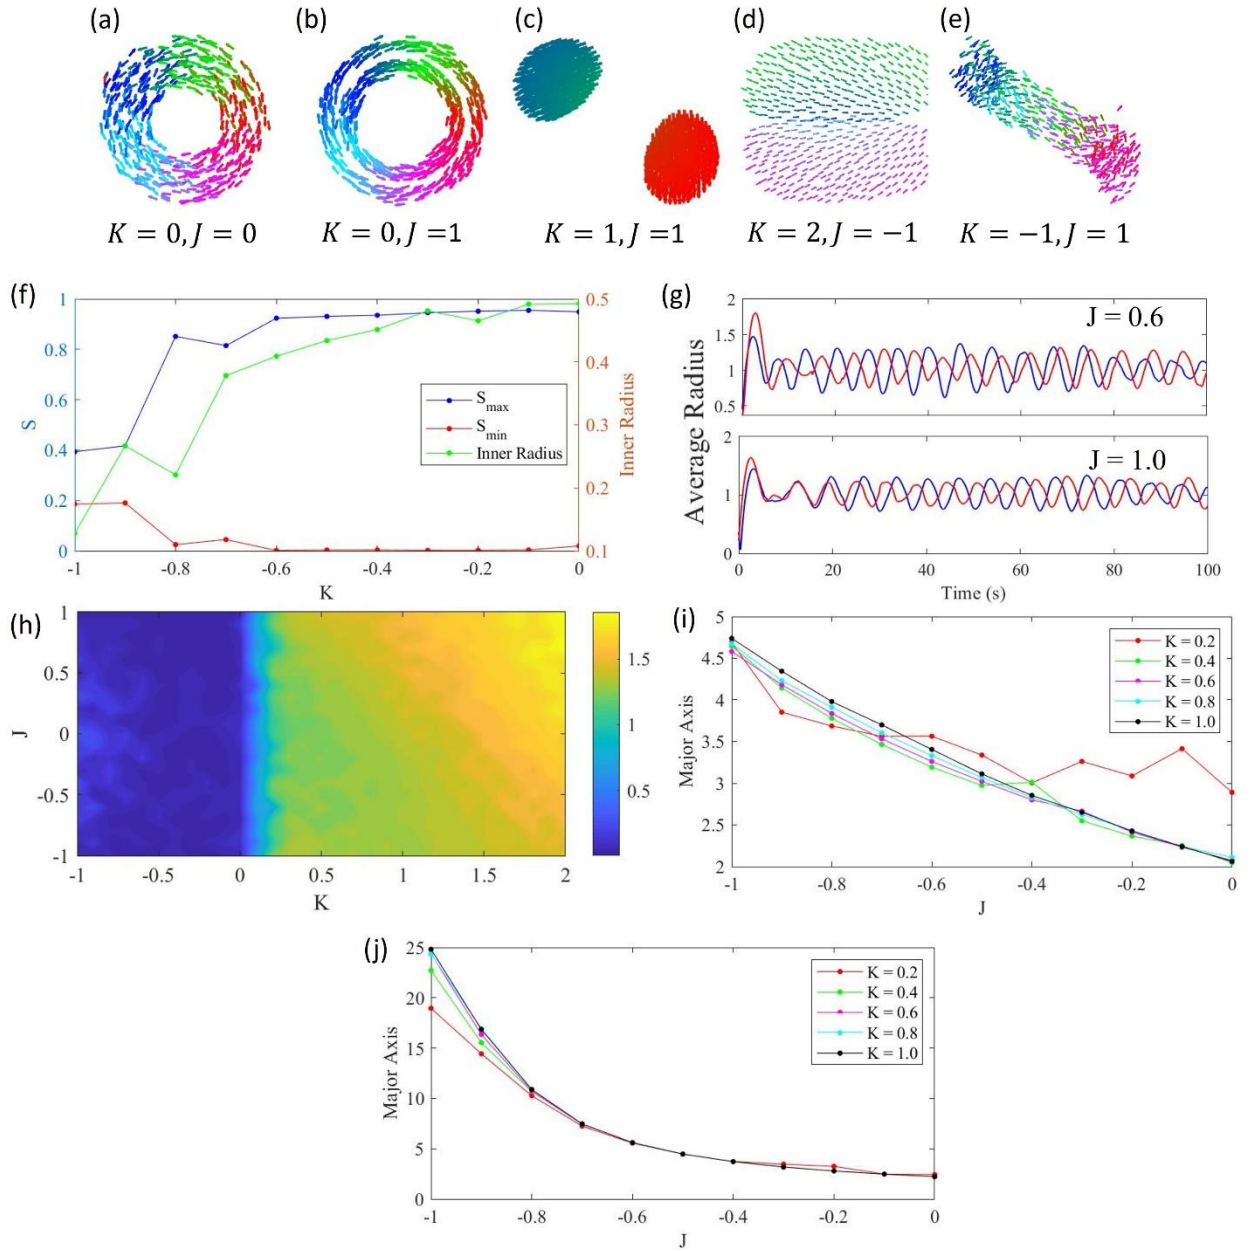 (a) (b) (c) (d) (e)
K = 0, J = 0 K = 0, J =1 K = 1, J =1 K = 2, J = −1 K = −1, J = 1
(f)
1
0.8
0.6
0.4
0.2
0
S
0.5
0.4
0.3
0.2
0.1
Inner Radius
S max
S min
Inner Radius
-1 -0.8 -0.6 -0.4 -0.2 0
K
(g)
2
1.5
1
0.5
J = 0.6
Average Radius
2
1
0
J = 1.0
0 20 40 60 80 100
Time (s)
(h)
1
0.5
0
-0.5
-1
J
1.5
1
0.5
-1 -0.5 0 0.5 1 1.5 2
K
(i)
5
4.5
4
3.5
3
2.5
2
Major Axis
K = 0.2
K = 0.4
K = 0.6
K = 0.8
K = 1.0
-1 -0.8 -0.6 -0.4 -0.2 0
J
(j)
25
20
15
10
5
0
Major Axis
K = 0.2
K = 0.4
K = 0.6
K = 0.8
K = 1.0
-1 -0.8 -0.6 -0.4 -0.2 0
J